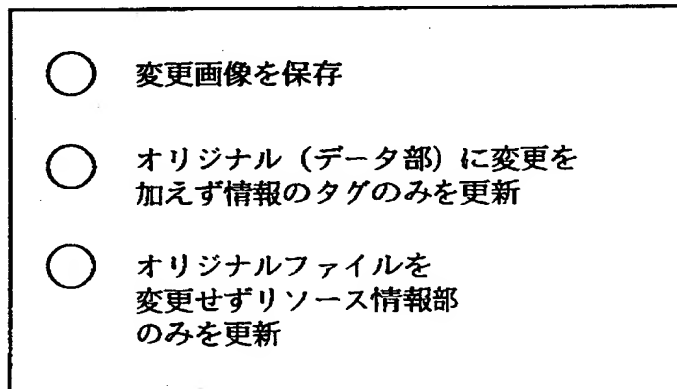 変更画像を保存
オリジナル（データ部）に変更を
加えず情報のタグのみを更新
オリジナルファイルを
変更せずリソース情報部
のみを更新